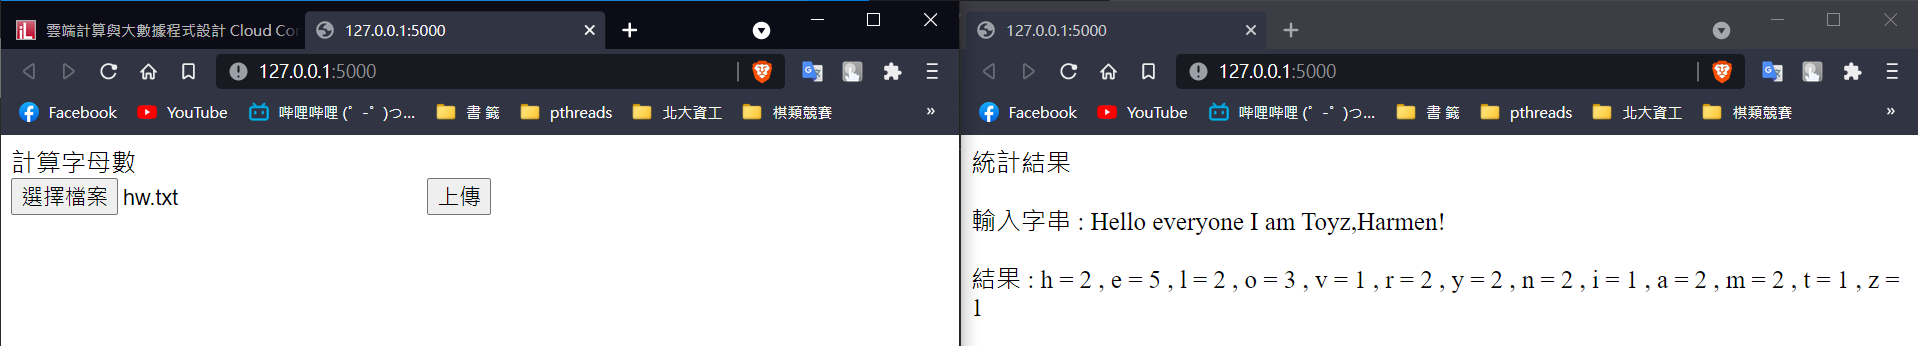 雲端計算與大數據程式設計 Cloud Cor
127.0.0.1:5000
127.0.0.1:5000
Facebook YouTube 哔哩哔哩 (゜-゜)つ... 書 籤 pthreads 北大資工 棋類競賽 »
計算字母數
選擇檔案 hw.txt 上傳
127.0.0.1:5000
127.0.0.1:5000
Facebook YouTube 哔哩哔哩 (゜-゜)つ... 書 籤 pthreads 北大資工 棋類競賽 »
統計結果
輸入字串 : Hello everyone I am Toyz,Harmen!
結果 : h = 2 , e = 5 , l = 2 , o = 3 , v = 1 , r = 2 , y = 2 , n = 2 , i = 1 , a = 2 , m = 2 , t = 1 , z =
1